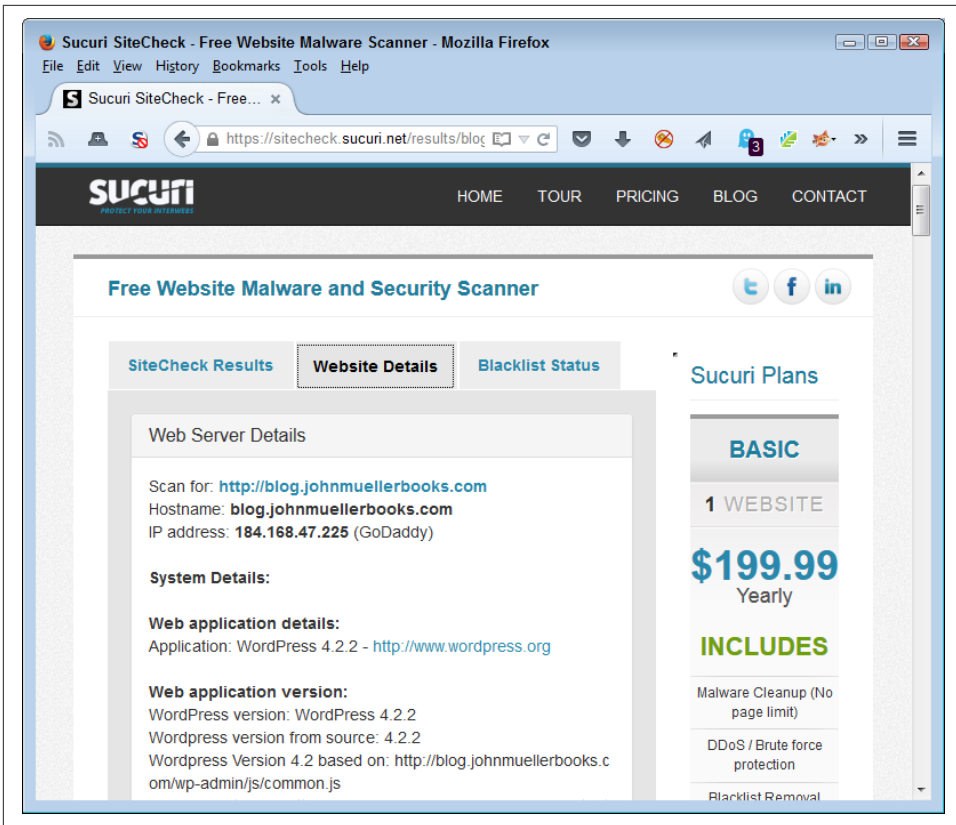 Sucuri SiteCheck - Free Website Malware Scanner - Mozilla Firefox
File Edit View History Bookmarks Tools Help
Sucuri SiteCheck - Free...
https://sitecheck.sucuri.net/results/blog
3
SUCURI
PROTECT YOUR INTERWEBS
HOME TOUR PRICING BLOG CONTACT
Free Website Malware and Security Scanner
SiteCheck Results Website Details Blacklist Status
Web Server Details
Scan for: http://blog.johnmuellerbooks.com
Hostname: blog.johnmuellerbooks.com
IP address: 184.168.47.225 (GoDaddy)
System Details:
Web application details:
Application: WordPress 4.2.2 - http://www.wordpress.org
Web application version:
WordPress version: WordPress 4.2.2
Wordpress version from source: 4.2.2
Wordpress Version 4.2 based on: http://blog.johnmuellerbooks.c
om/wp-admin/js/common.js
Sucuri Plans
BASIC
1 WEBSITE
$199.99
Yearly
INCLUDES
Malware Cleanup (No
page limit)
DDoS / Brute force
protection
Blacklist Removal